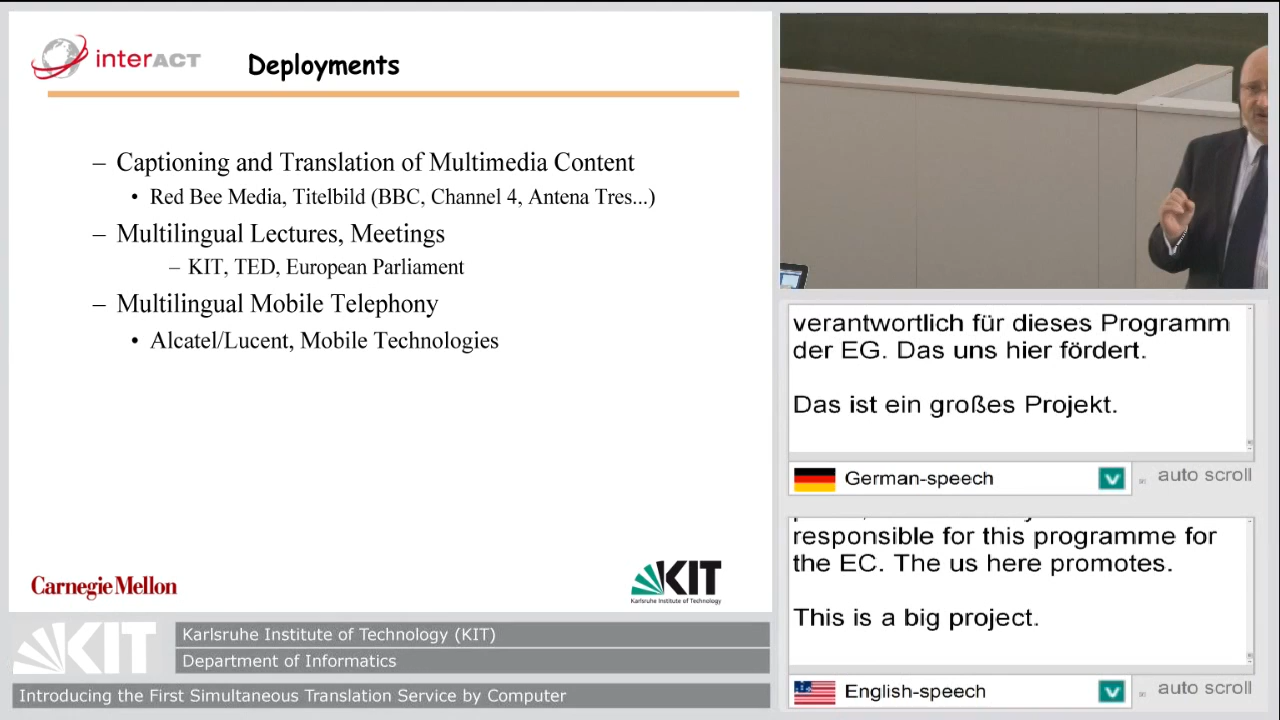 interACT
Deployments
– Captioning and Translation of Multimedia Content
• Red Bee Media, Titelbild (BBC, Channel 4, Antena Tres...)
– Multilingual Lectures, Meetings
– KIT, TED, European Parliament
– Multilingual Mobile Telephony
• Alcatel/Lucent, Mobile Technologies
Carnegie Mellon
KIT
Karlsruhe Institute of Technology
KIT
Karlsruhe Institute of Technology (KIT)
Department of Informatics
Introducing the First Simultaneous Translation Service by Computer
verantwortlich für dieses Programm
der EG. Das uns hier fördert.
Das ist ein großes Projekt.
German-speech
auto scroll
responsible for this programme for
the EC. The us here promotes.
This is a big project.
English-speech
auto scroll